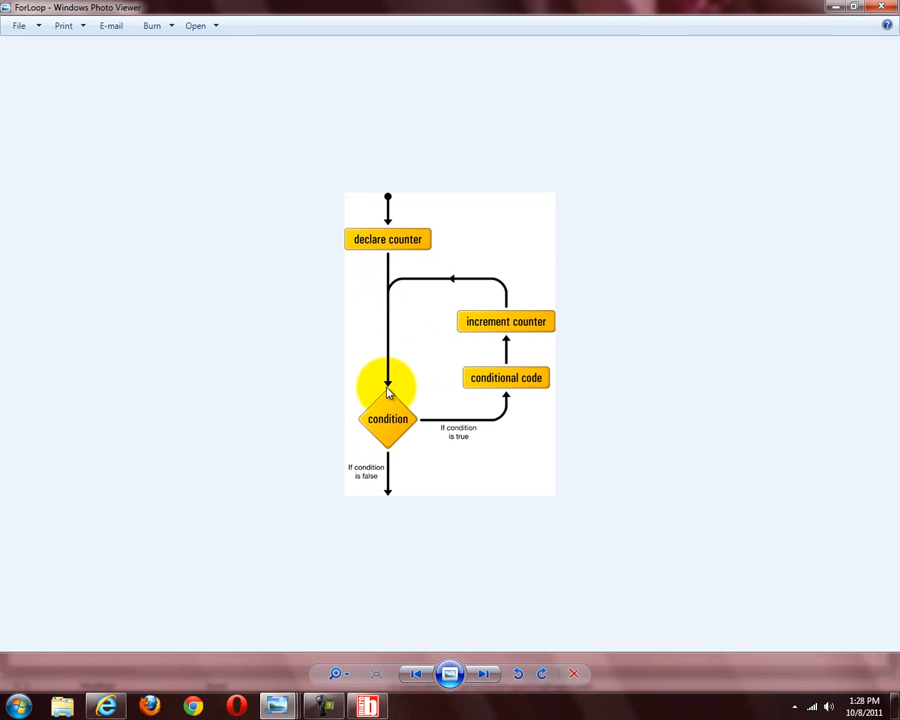 ForLoop - Windows Photo Viewer
File Print E-mail Burn Open
declare counter
increment counter
conditional code
condition
If condition
is true
If condition
is false
1:28 PM
10/8/2011